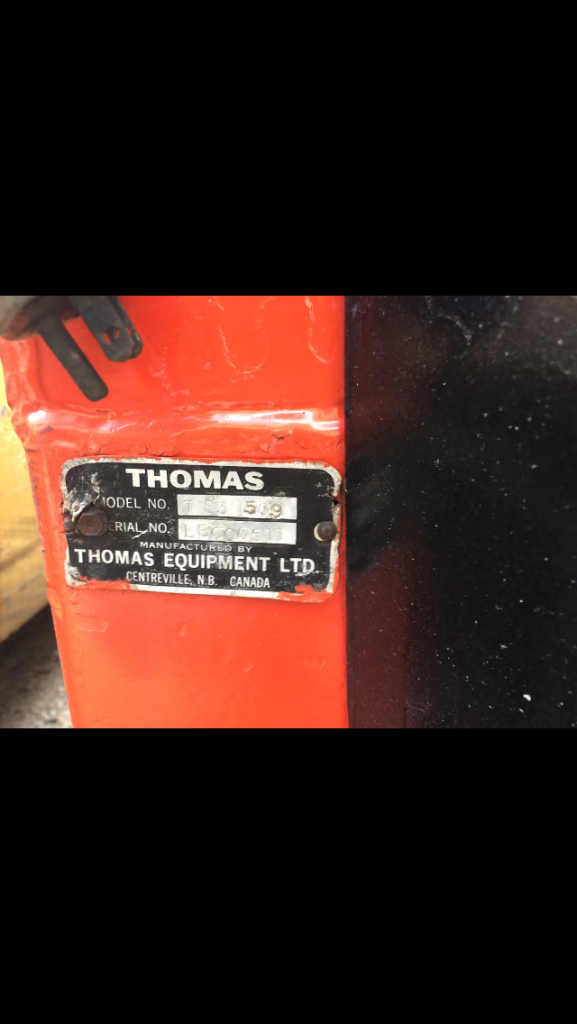 THOMAS
MODEL NO.
ERIAL NO.
MANUFACTURED BY
THOMAS EQUIPMENT LTD.
CENTREVILLE, N.B. CANADA